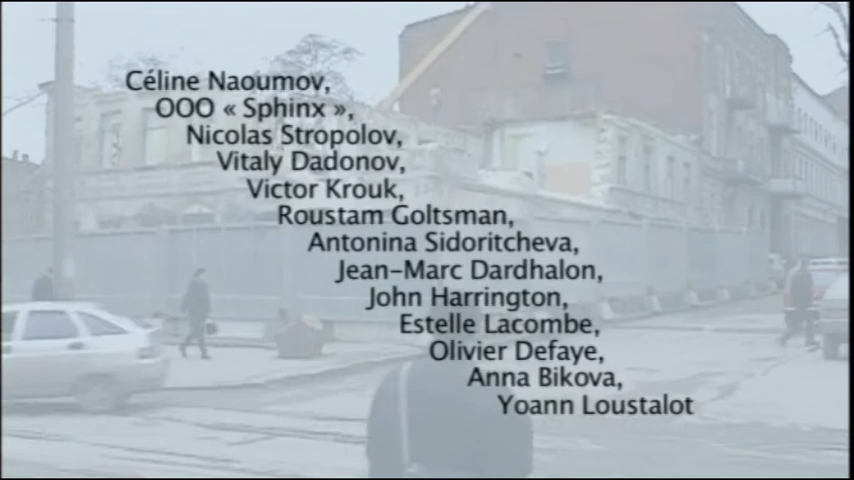 Céline Naoumov,
OOO « Sphinx »,
Nicolas Stropolov,
Vitaly Dadonov,
Victor Krouk,
Roustam Goltsman,
Antonina Sidoritcheva,
Jean-Marc Dardhalon,
John Harrington,
Estelle Lacombe,
Olivier Defaye,
Anna Bikova,
Yoann Loustalot